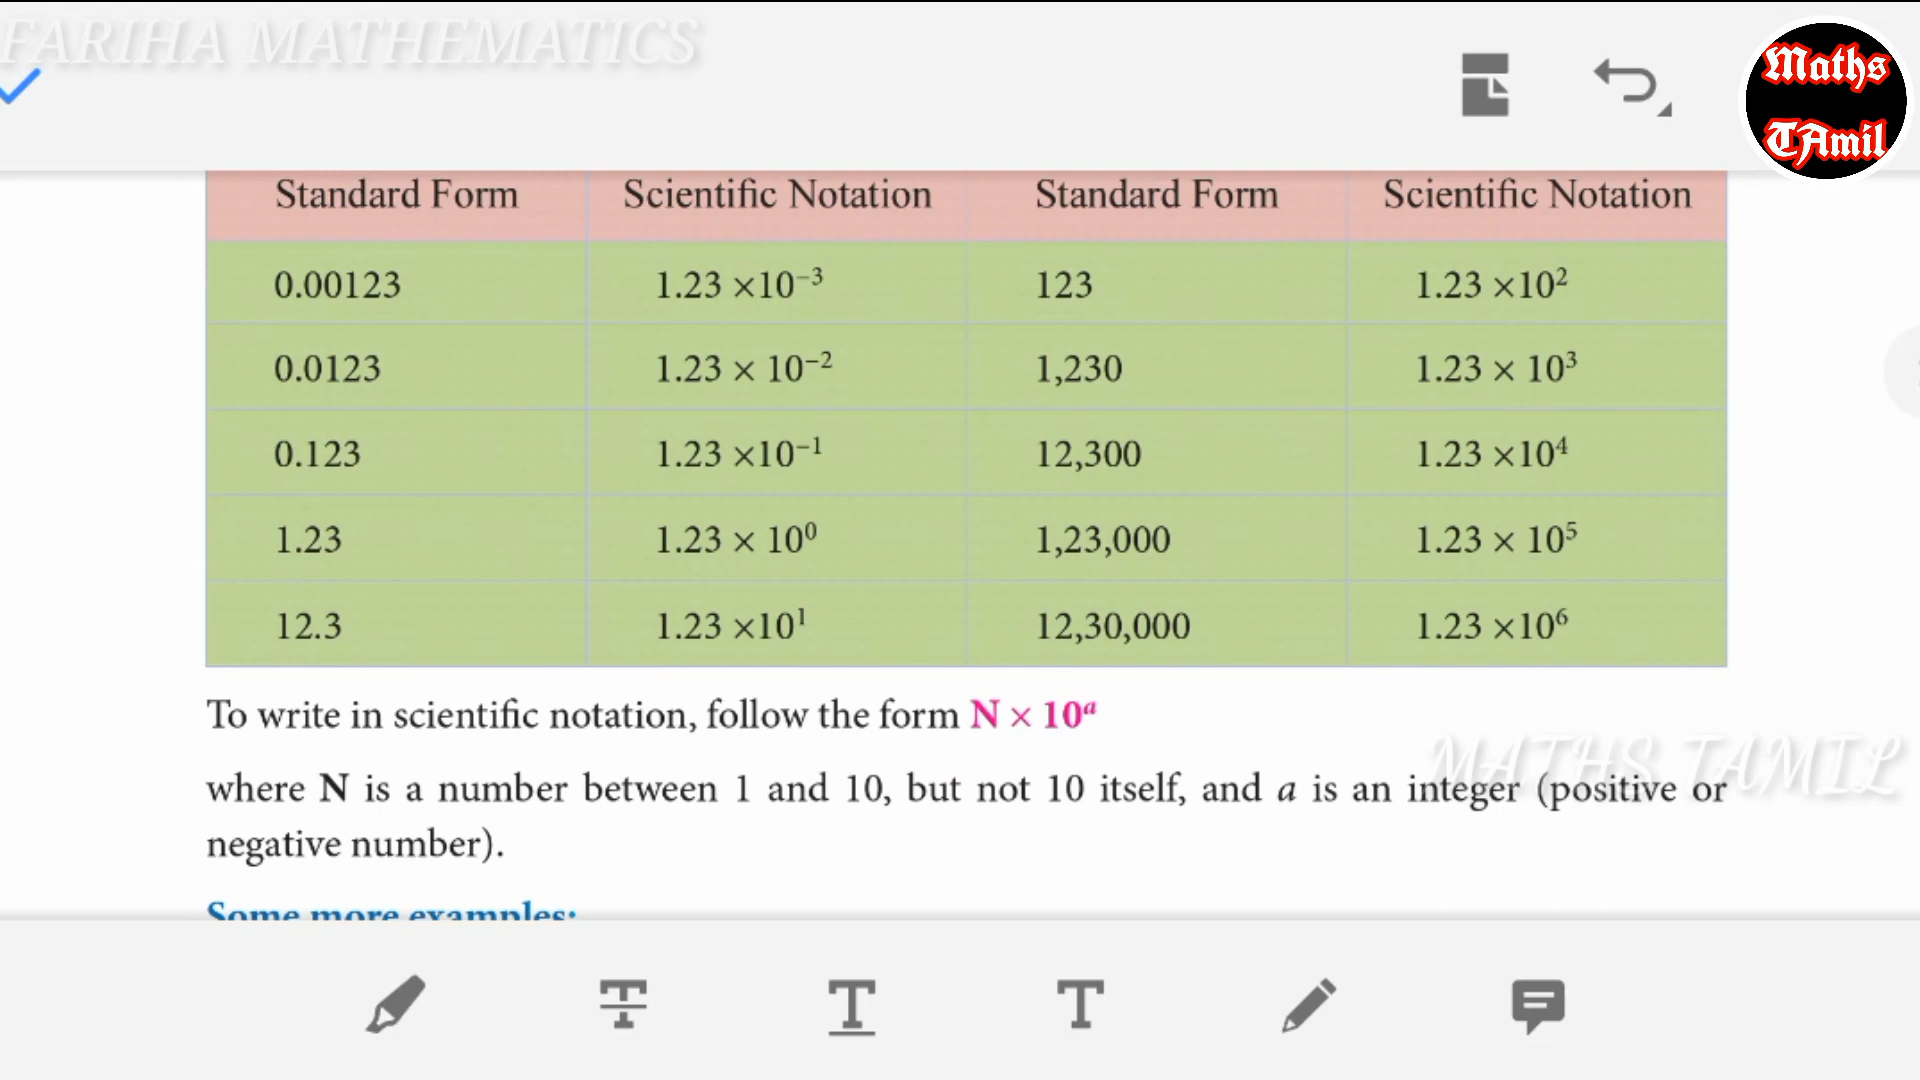 FARIHA MATHEMATICS
Maths
TAmil
Standard Form Scientific Notation Standard Form Scientific Notation
0.00123 1.23 ×10⁻³ 123 1.23 ×10²
0.0123 1.23 × 10⁻² 1,230 1.23 × 10³
0.123 1.23 ×10⁻¹ 12,300 1.23 ×10⁴
1.23 1.23 × 10⁰ 1,23,000 1.23 × 10⁵
12.3 1.23 ×10¹ 12,30,000 1.23 ×10⁶
To write in scientific notation, follow the form N × 10ᵃ
MATHS TAMIL
where N is a number between 1 and 10, but not 10 itself, and a is an integer (positive or
negative number).
Some more examples: